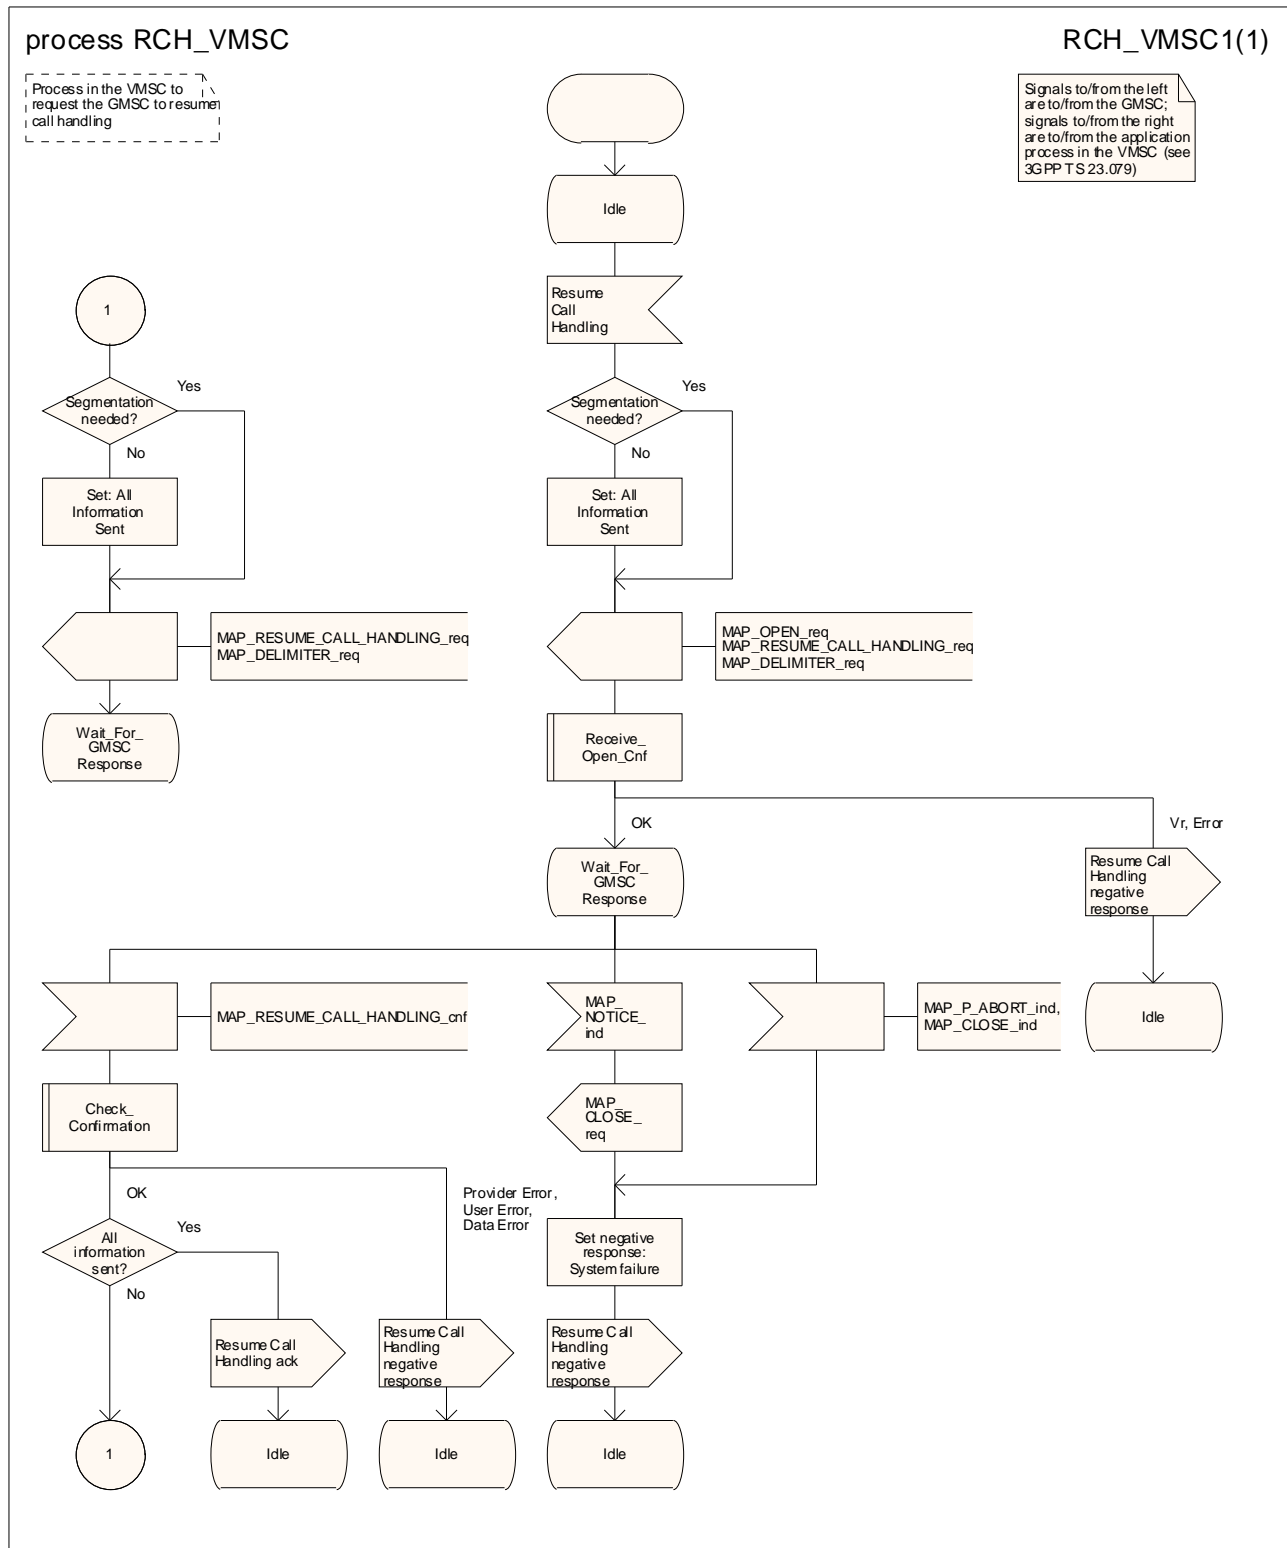 process RCH_VMSC
RCH_VMSC1(1)
Process in the VMSC to
request the GMSC to resume
call handling
Signals to/from the left
are to/from the GMSC;
signals to/from the right
are to/from the application
process in the VMSC (see
3GPP TS 23.079)
Idle
Resume
Call
Handling
1
Yes
Segmentation
needed?
No
Set: All
Information
Sent
Yes
Segmentation
needed?
No
Set: All
Information
Sent
MAP_RESUME_CALL_HANDLING_req
MAP_DELIMITER_req
MAP_OPEN_req
MAP_RESUME_CALL_HANDLING_req
MAP_DELIMITER_req
Wait_For_
GMSC
Response
Receive_
Open_Cnf
OK
Vr, Error
Wait_For_
GMSC
Response
Resume Call
Handling
negative
response
MAP_RESUME_CALL_HANDLING_cnf
MAP_
NOTICE_
ind
MAP_P_ABORT_ind,
MAP_CLOSE_ind
Idle
Check_
Confirmation
MAP_
CLOSE_
req
OK
Provider Error,
User Error,
Data Error
Yes
All
information
sent?
No
Set negative
response:
System failure
Resume Call
Handling ack
Resume Call
Handling
negative
response
Resume Call
Handling
negative
response
1
Idle
Idle
Idle